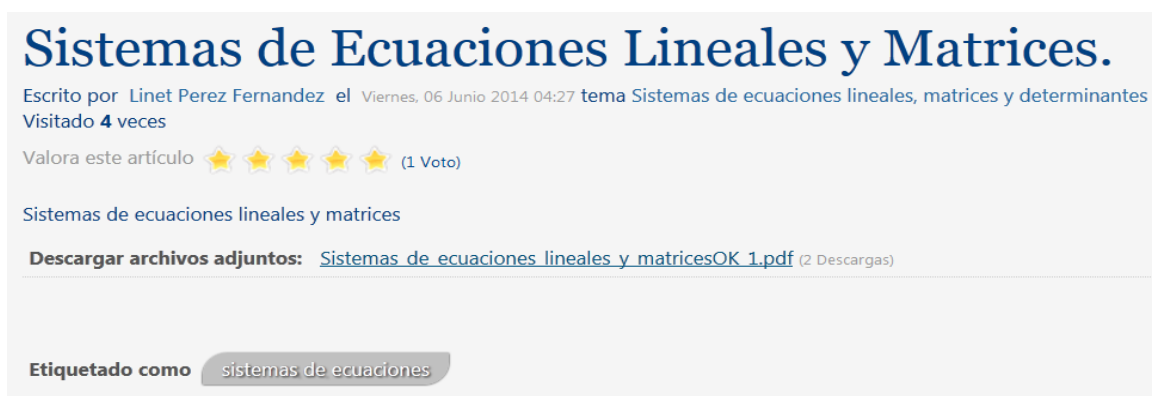 Sistemas de Ecuaciones Lineales y Matrices.
Escrito por Linet Perez Fernandez el Viernes, 06 Junio 2014 04:27 tema Sistemas de ecuaciones lineales, matrices y determinantes
Visitado 4 veces
Valora este artículo (1 Voto)
Sistemas de ecuaciones lineales y matrices
Descargar archivos adjuntos: Sistemas_de_ecuaciones_lineales_y_matricesOK_1.pdf (2 Descargas)
Etiquetado como sistemas de ecuaciones